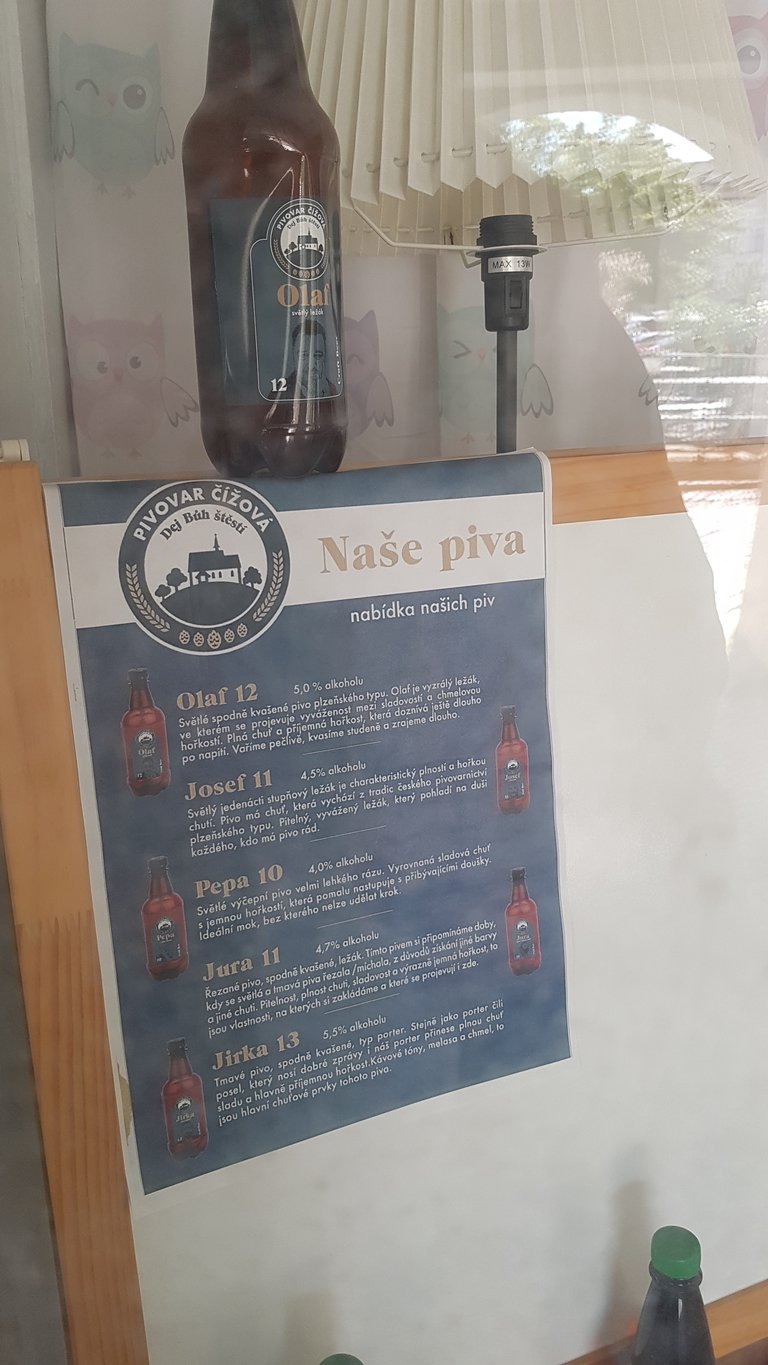 PIVOVAR ČÍŽOVÁ
Dej Bůh štěstí
Olaf
světlý ležák
12
MAX. 13W
PIVOVAR ČÍŽOVÁ
Dej Bůh štěstí
Naše piva
nabídka našich piv
Olaf 12 5,0 % alkoholu
Světlé spodně kvašené pivo plzeňského typu. Olaf je vyzrálý ležák,
ve kterém se projevuje vyváženost mezi sladovostí a chmelovou
hořkostí. Plná chuť a příjemná hořkost, která doznívá ještě dlouho
po napití. Vaříme pečlivě, kvasíme studeně a zrajeme dlouho.
Olaf
12
Josef 11 4,5% alkoholu
Světlý jedenácti stupňový ležák je charakteristický plností a hořkou
chutí. Pivo má chuť, která vychází z tradic českého pivovarnictví
plzeňského typu. Pitelný, vyvážený ležák, který pohladí na duši
každého, kdo má pivo rád.
Josef
Pepa 10 4,0% alkoholu
Světlé výčepní pivo velmi lehkého rázu. Vyrovnaná sladová chuť
s jemnou hořkostí, která pomalu nastupuje s přibývajícími doušky.
Ideální mok, bez kterého nelze udělat krok.
Pepa
Jura 11 4,7% alkoholu
Řezané pivo, spodně kvašené, ležák. Tímto pivem si připomínáme doby,
kdy se světlá a tmavá piva řezala /míchala, z důvodů získání jiné barvy
a jiné chuti. Pitelnost, plnost chuti, sladovost a výrazně jemná hořkost, to
jsou vlastnosti, na kterých si zakládáme a které se projevují i zde.
Jura
Jirka 13 5,5% alkoholu
Tmavé pivo, spodně kvašené, typ porter. Stejně jako porter čili
posel, který nosí dobré zprávy i náš porter přinese plnou chuť
sladu a hlavně příjemnou hořkost.Kávové tóny, melasa a chmel, to
jsou hlavní chuťové prvky tohoto piva.
Jirka